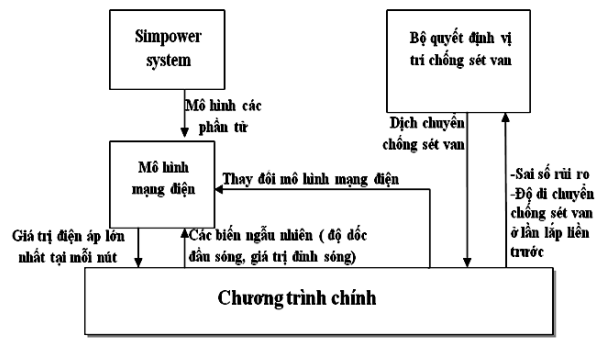 Simpower
system
Bộ quyết định vị
trí chống sét van
Mô hình các
phần tử
Dịch chuyển
chống sét van
Mô hình
mạng điện
Thay đổi mô hình mạng điện
-Sai số rủi ro
-Độ di chuyển
chống sét van
ở lần lắp liền
trước
Giá trị điện áp lớn
nhất tại mỗi nút
Các biến ngẫu nhiên ( độ dốc
đầu sóng, giá trị đỉnh sóng)
Chương trình chính